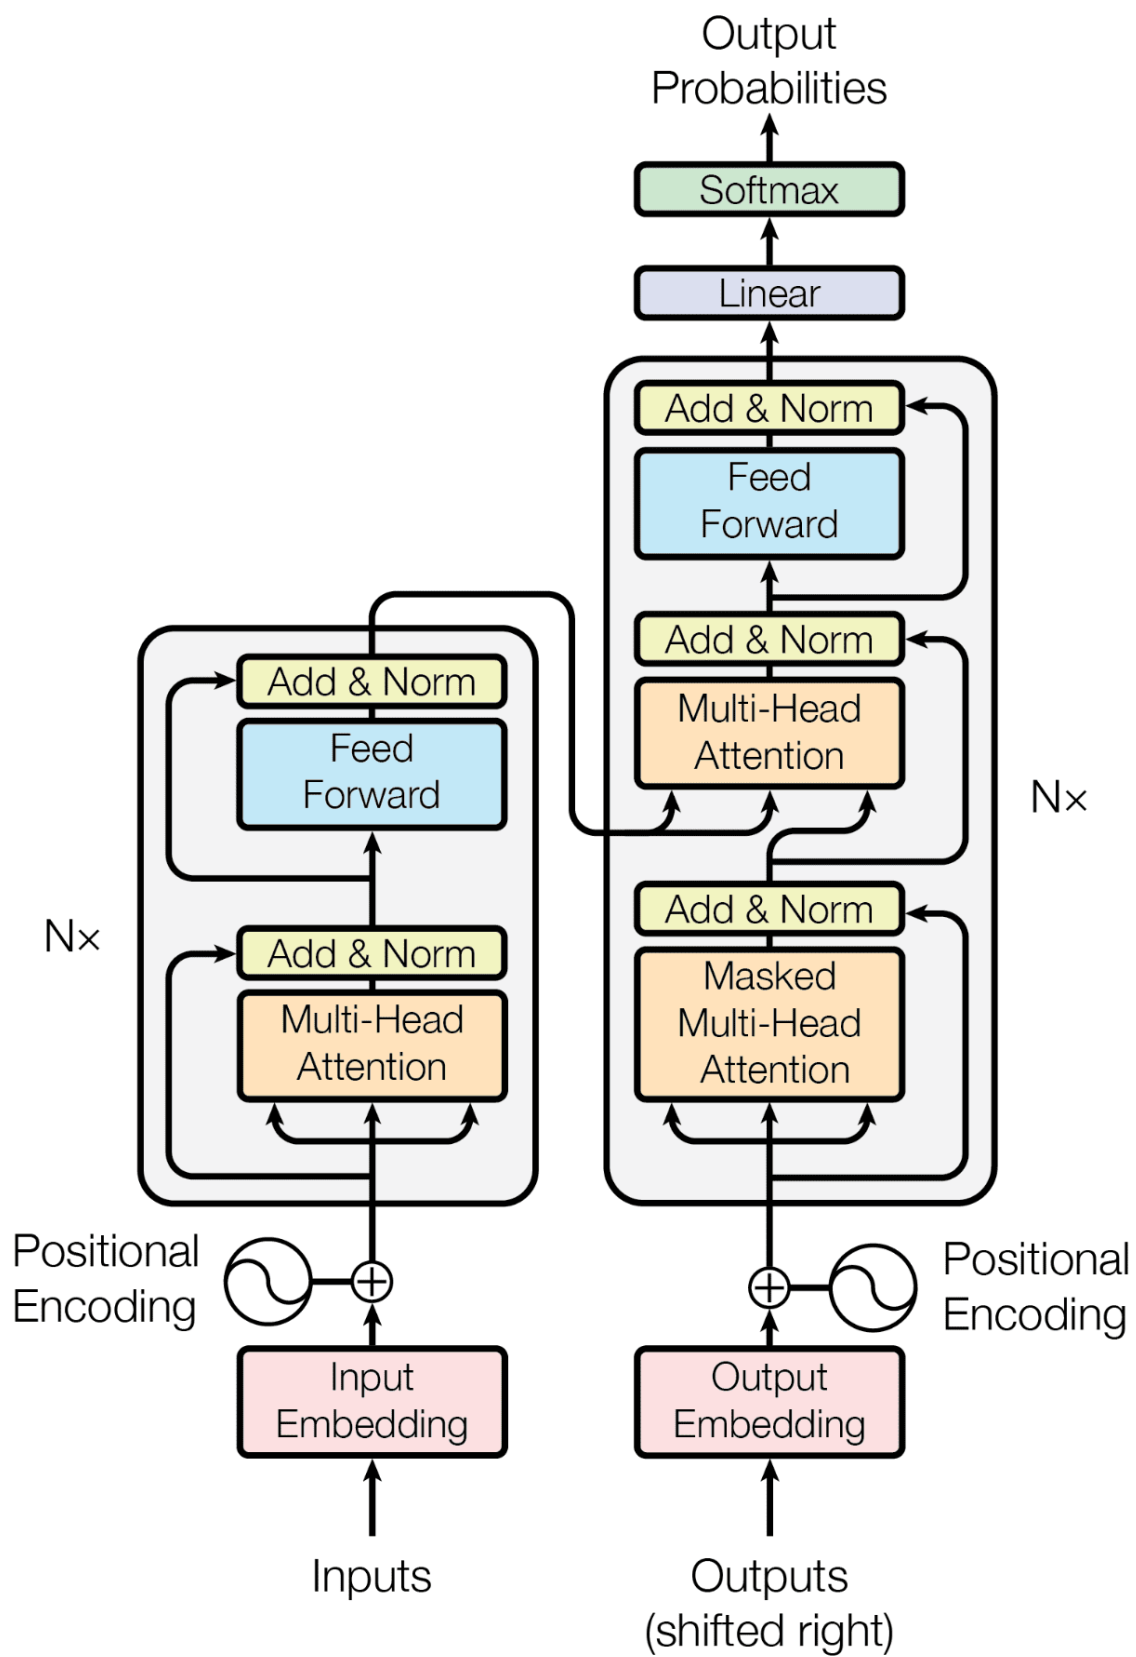 Output
Probabilities
Softmax
Linear
Add & Norm
Feed
Forward
Add & Norm
Multi-Head
Attention
Add & Norm
Masked
Multi-Head
Attention
Nx
Add & Norm
Feed
Forward
Add & Norm
Multi-Head
Attention
Nx
Positional
Encoding
Input
Embedding
Inputs
Positional
Encoding
Output
Embedding
Outputs
(shifted right)